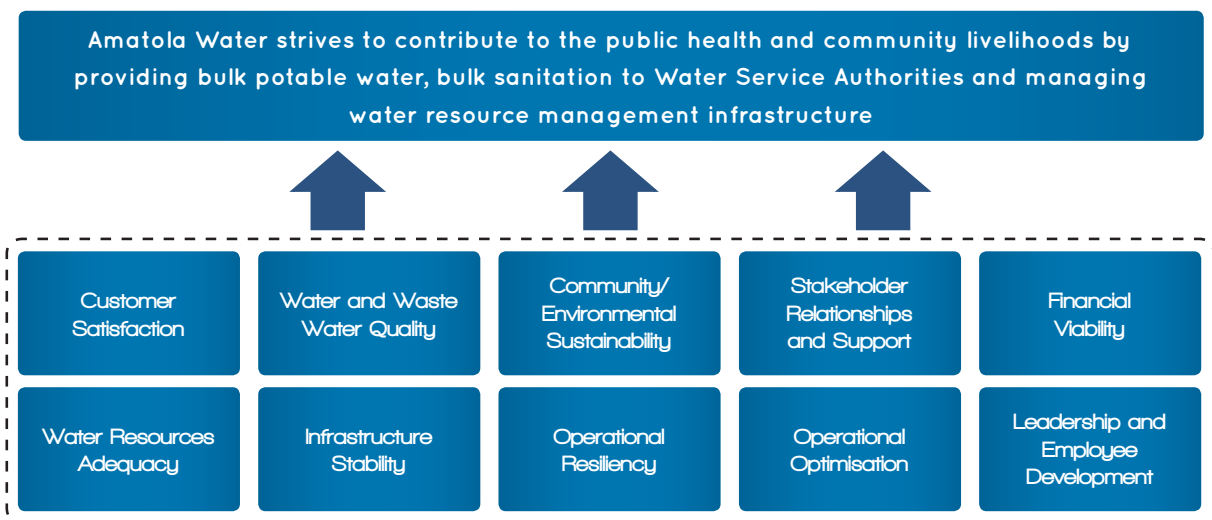 Amatola Water strives to contribute to the public health and community livelihoods by
providing bulk potable water, bulk sanitation to Water Service Authorities and managing
water resource management infrastructure
Customer
Satisfaction
Water and Waste
Water Quality
Community/
Environmental
Sustainability
Stakeholder
Relationships
and Support
Financial
Viability
Water Resources
Adequacy
Infrastructure
Stability
Operational
Resiliency
Operational
Optimisation
Leadership and
Employee
Development